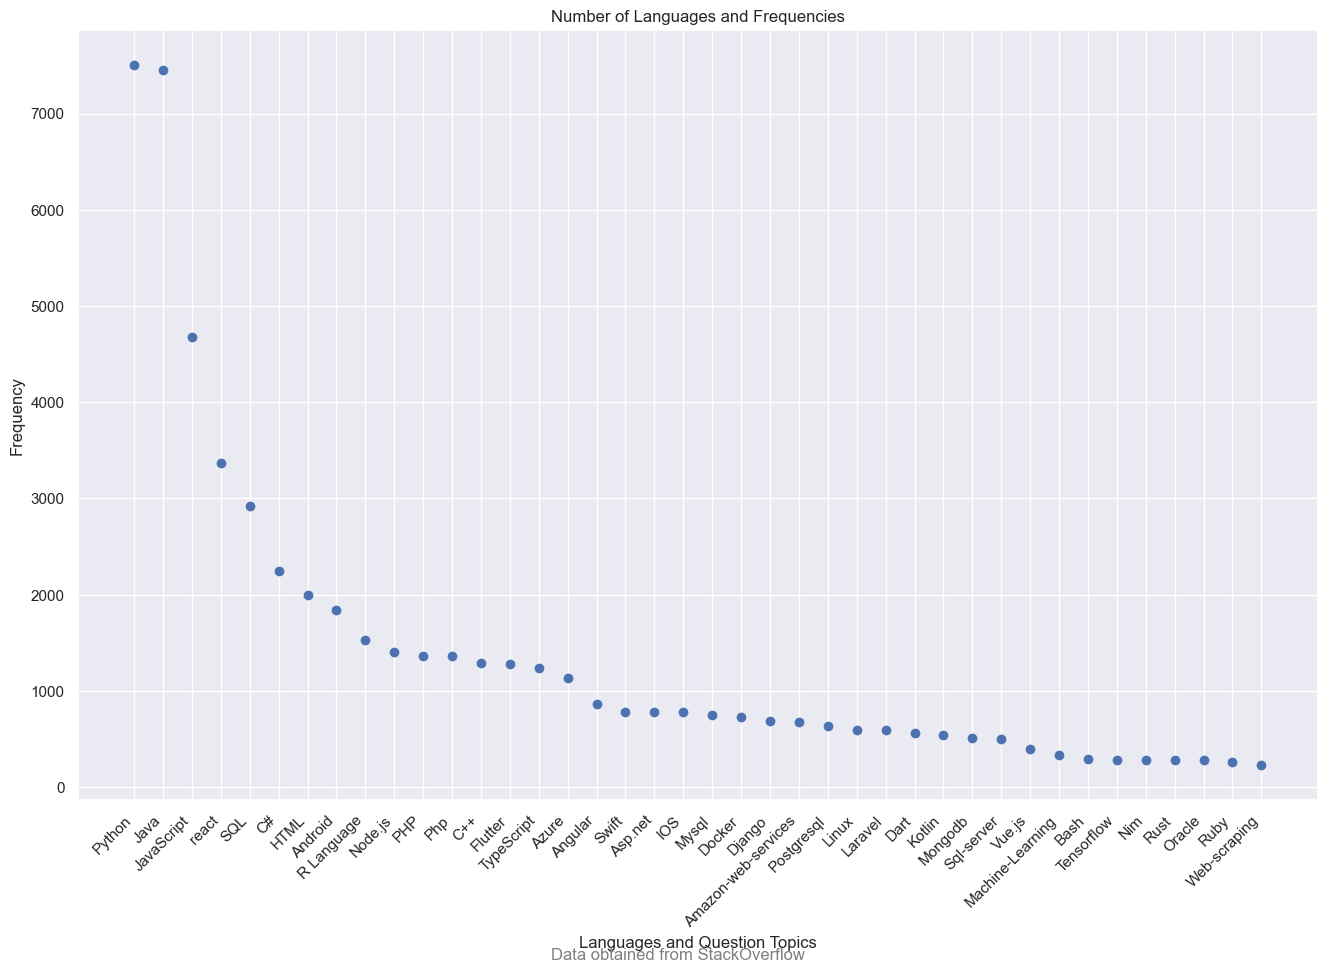 Number of Languages and Frequencies
7000
6000
5000
4000
3000
2000
1000
0
Frequency
Python
Java
JavaScript
react
SQL
C#
HTML
Android
R Language
Node.js
PHP
Php
C++
Flutter
TypeScript
Azure
Angular
Swift
Asp.net
IOS
Mysql
Docker
Django
Amazon-web-services
Postgresql
Linux
Laravel
Dart
Kotlin
Mongodb
Sql-server
Vue.js
Machine-Learning
Bash
Tensorflow
Nim
Rust
Oracle
Ruby
Web-scraping
Languages and Question Topics
Data obtained from StackOverflow